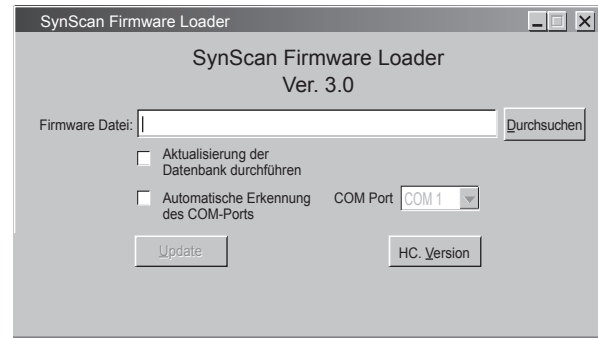 SynScan Firmware Loader
SynScan Firmware Loader
Ver. 3.0
Firmware Datei:
Durchsuchen
Aktualisierung der
Datenbank durchführen
Automatische Erkennung
des COM-Ports
COM Port
COM 1
Update
HC. Version